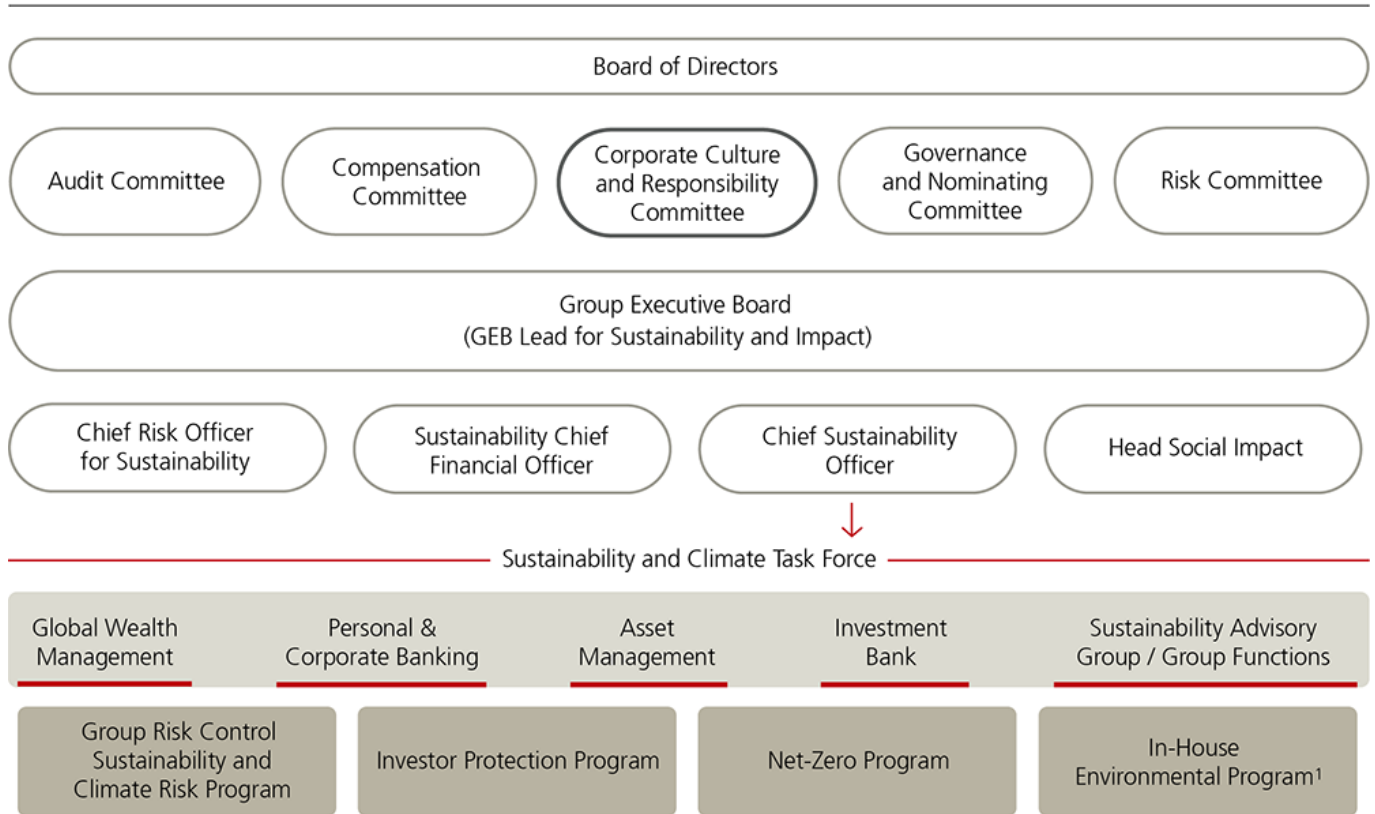 Board of Directors
Audit Committee
Compensation
Committee
Corporate Culture
and Responsibility
Committee
Governance
and Nominating
Committee
Risk Committee
Group Executive Board
(GEB Lead for Sustainability and Impact)
Chief Risk Officer
for Sustainability
Sustainability Chief
Financial Officer
Chief Sustainability
Officer
Head Social Impact
Sustainability and Climate Task Force
Global Wealth
Management
Personal &
Corporate Banking
Asset
Management
Investment
Bank
Sustainability Advisory
Group / Group Functions
Group Risk Control
Sustainability and
Climate Risk Program
Investor Protection Program
Net-Zero Program
In-House
Environmental Program¹